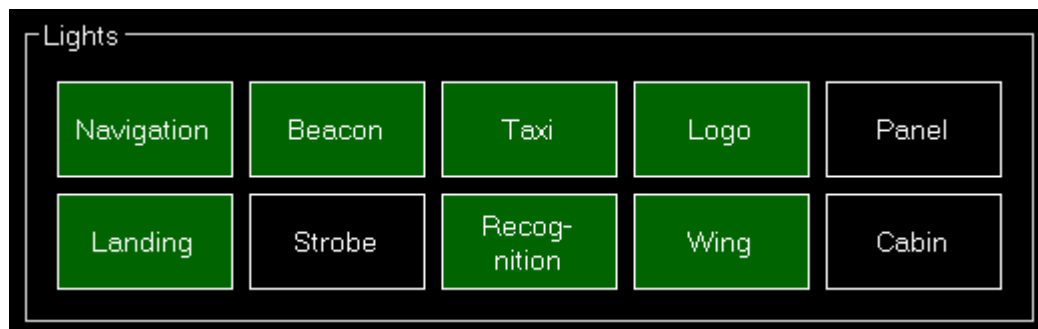 Lights
Navigation
Beacon
Taxi
Logo
Panel
Landing
Strobe
Recog-
nition
Wing
Cabin